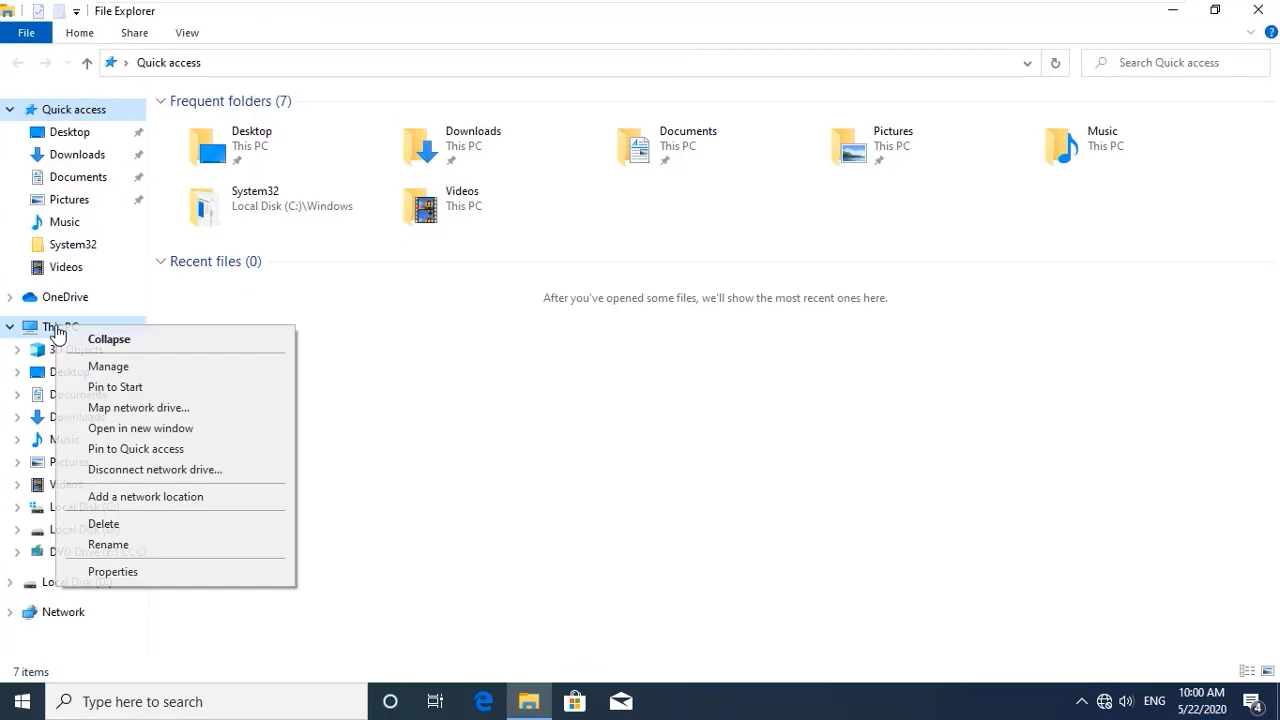 File Explorer
File
Home
Share
View
Quick access
Search Quick access
Quick access
Desktop
Downloads
Documents
Pictures
Music
System32
Videos
OneDrive
This PC
3D Objects
Desktop
Documents
Downloads
Music
Pictures
Videos
Local Disk (C:)
Local Disk
DVD Drive
Local Disk (D:)
Network
Collapse
Manage
Pin to Start
Map network drive...
Open in new window
Pin to Quick access
Disconnect network drive...
Add a network location
Delete
Rename
Properties
Frequent folders (7)
Desktop
This PC
Downloads
This PC
Documents
This PC
Pictures
This PC
Music
This PC
System32
Local Disk (C:)\Windows
Videos
This PC
Recent files (0)
After you've opened some files, we'll show the most recent ones here.
7 items
Type here to search
ENG
10:00 AM
5/22/2020
4